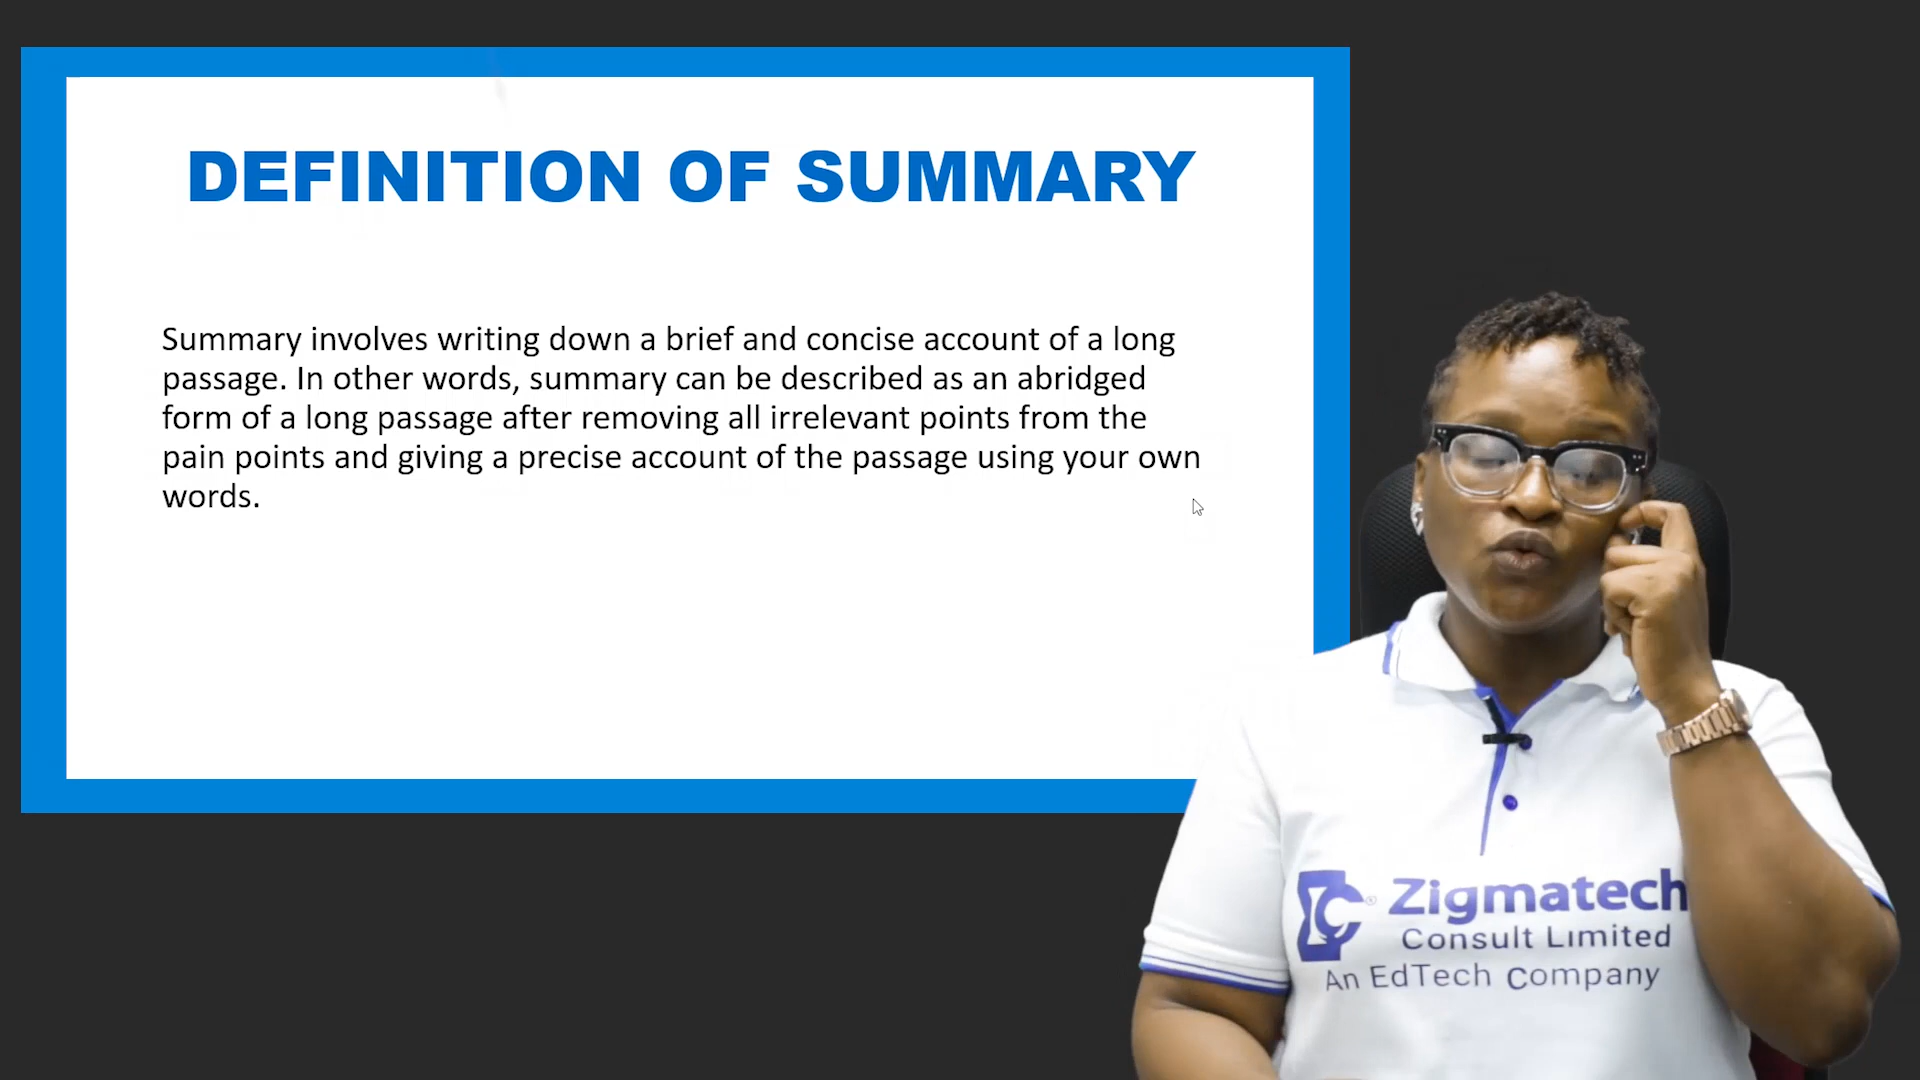 DEFINITION OF SUMMARY
Summary involves writing down a brief and concise account of a long
passage. In other words, summary can be described as an abridged
form of a long passage after removing all irrelevant points from the
pain points and giving a precise account of the passage using your own
words.
Zigmatech
Consult Limited
An EdTech Company